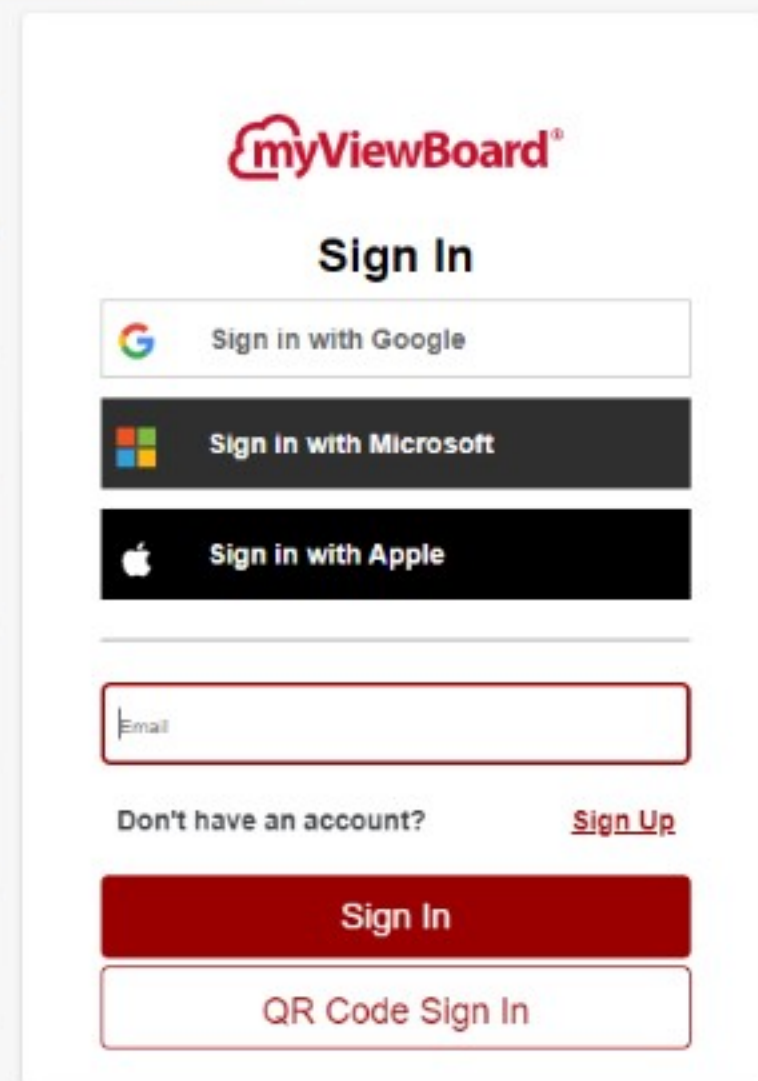 myViewBoard®
Sign In
Sign in with Google
Sign in with Microsoft
Sign in with Apple
Email
Don't have an account? Sign Up
Sign In
QR Code Sign In